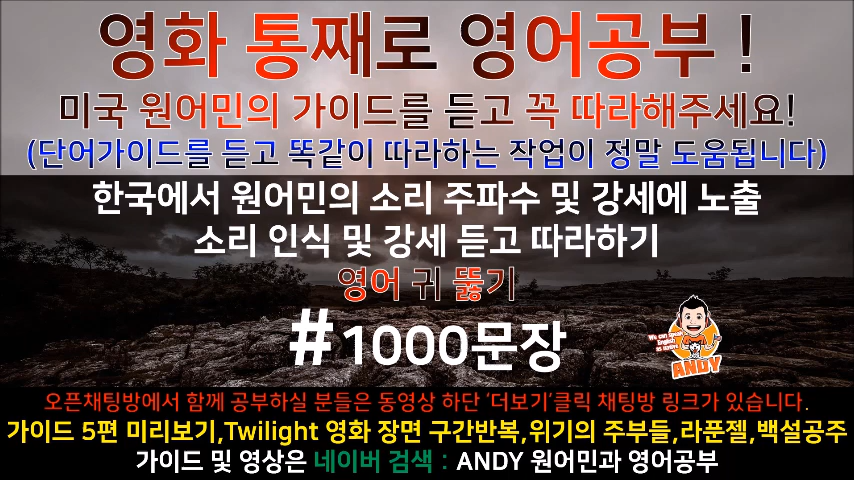 영화 통째로 영어공부 !
미국 원어민의 가이드를 듣고 꼭 따라해주세요!
(단어가이드를 듣고 똑같이 따라하는 작업이 정말 도움됩니다)
한국에서 원어민의 소리 주파수 및 강세에 노출
소리 인식 및 강세 듣고 따라하기
영어 귀 뚫기
#1000문장
We can speak
English
as native
ANDY
오픈채팅방에서 함께 공부하실 분들은 동영상 하단 '더보기'클릭 채팅방 링크가 있습니다.
가이드 5편 미리보기,Twilight 영화 장면 구간반복,위기의 주부들,라푼젤,백설공주
가이드 및 영상은 네이버 검색 : ANDY 원어민과 영어공부